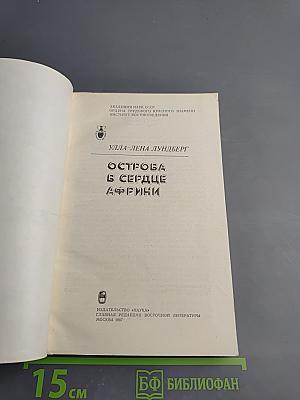 АКАДЕМИЯ НАУК СССР
ОРДЕНА ТРУДОВОГО КРАСНОГО ЗНАМЕНИ
ИНСТИТУТ ВОСТОКОВЕДЕНИЯ
УЛЛА-ЛЕНА ЛУНДБЕРГ
ОСТРОВА
В СЕРДЦЕ
АФРИКИ
ИЗДАТЕЛЬСТВО «НАУКА»
ГЛАВНАЯ РЕДАКЦИЯ ВОСТОЧНОЙ ЛИТЕРАТУРЫ
МОСКВА 1987
15 см
БФ БИБЛИОФАН